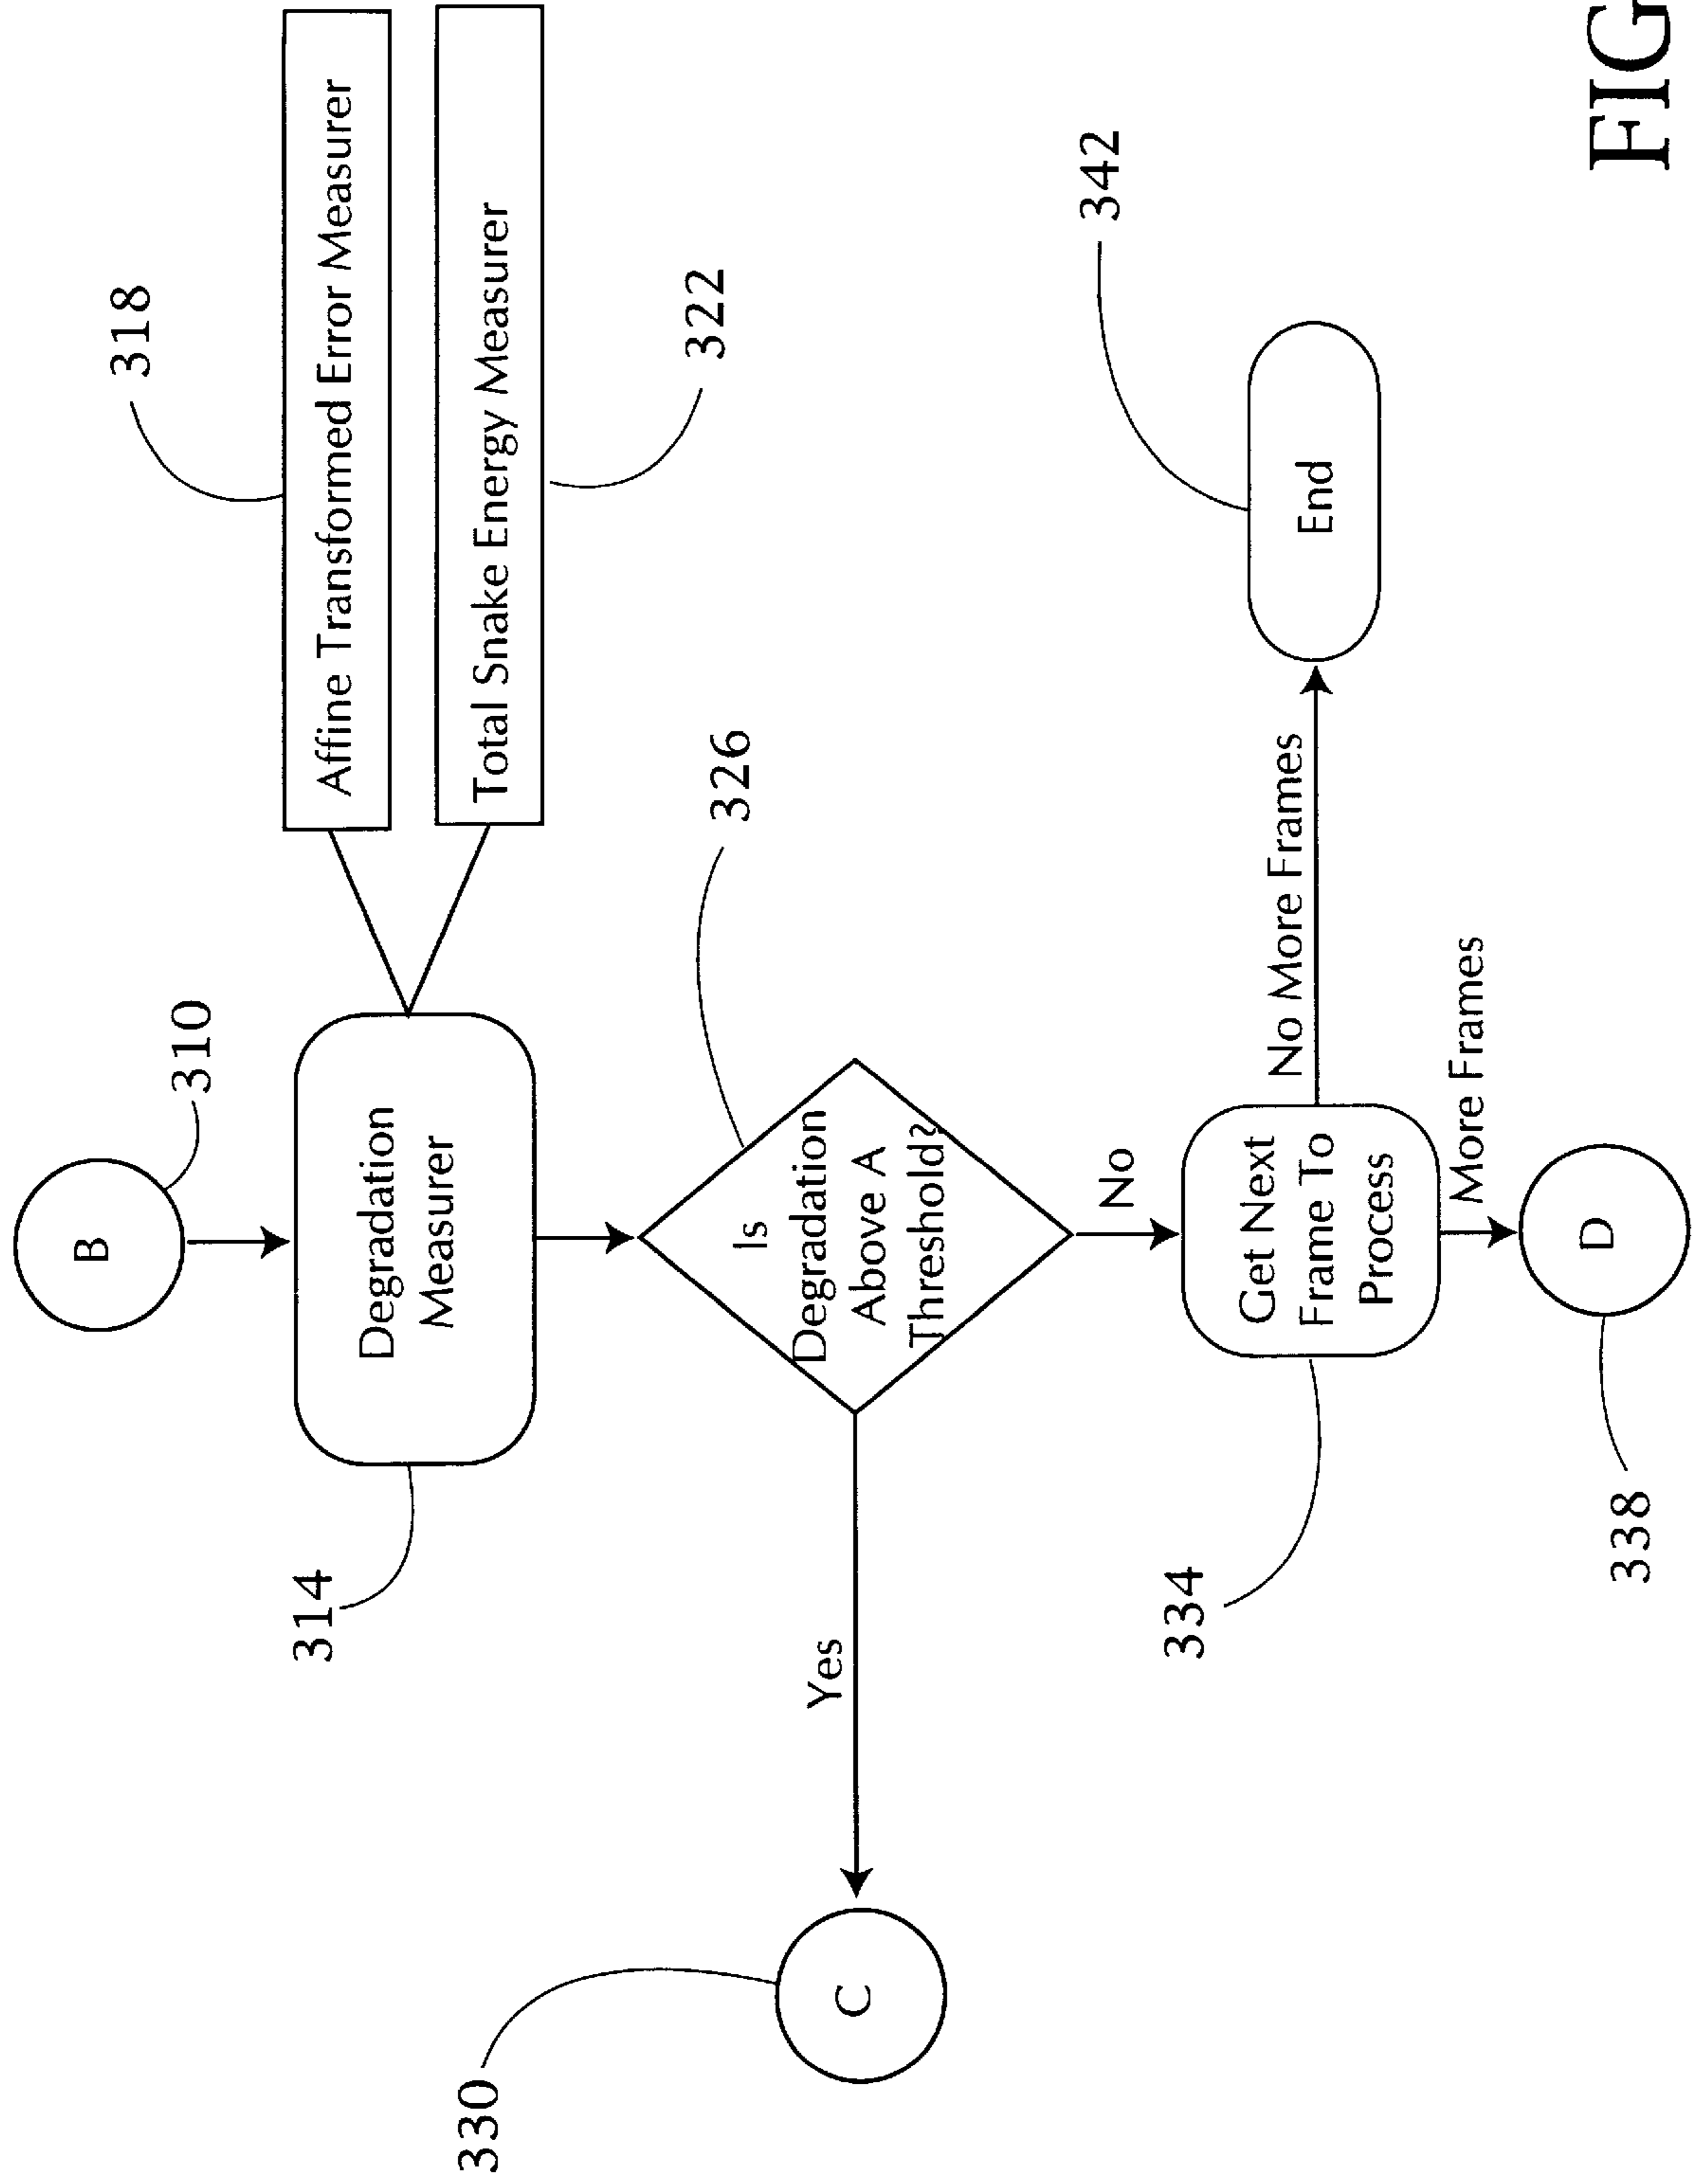 B
310
318
Affine Transformed Error Measurer
Degradation
Measurer
314
Total Snake Energy Measurer
322
326
Is
Degradation
Above A
Threshold?
Yes
C
330
No
342
Get Next
Frame To
Process
334
No More Frames
End
More Frames
D
338
FIG